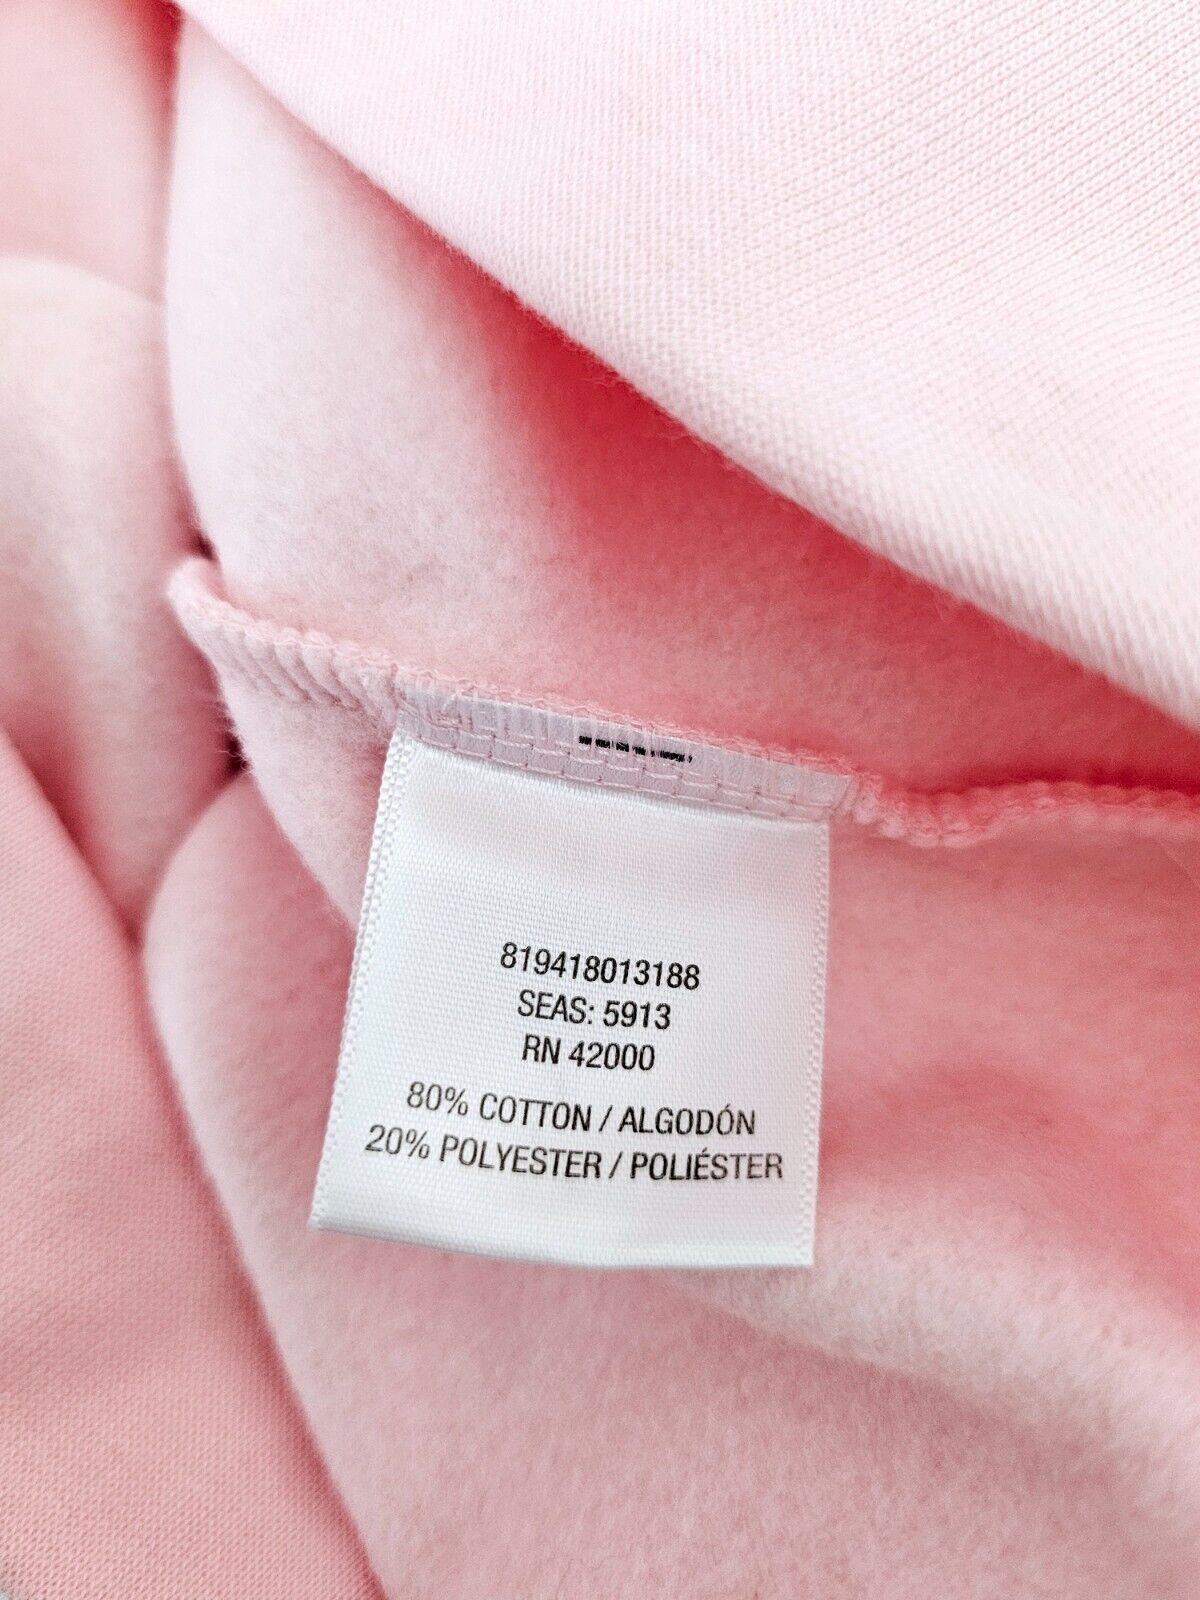 819418013188
SEAS: 5913
RN 42000
80% COTTON / ALGODÓN
20% POLYESTER / POLIÉSTER